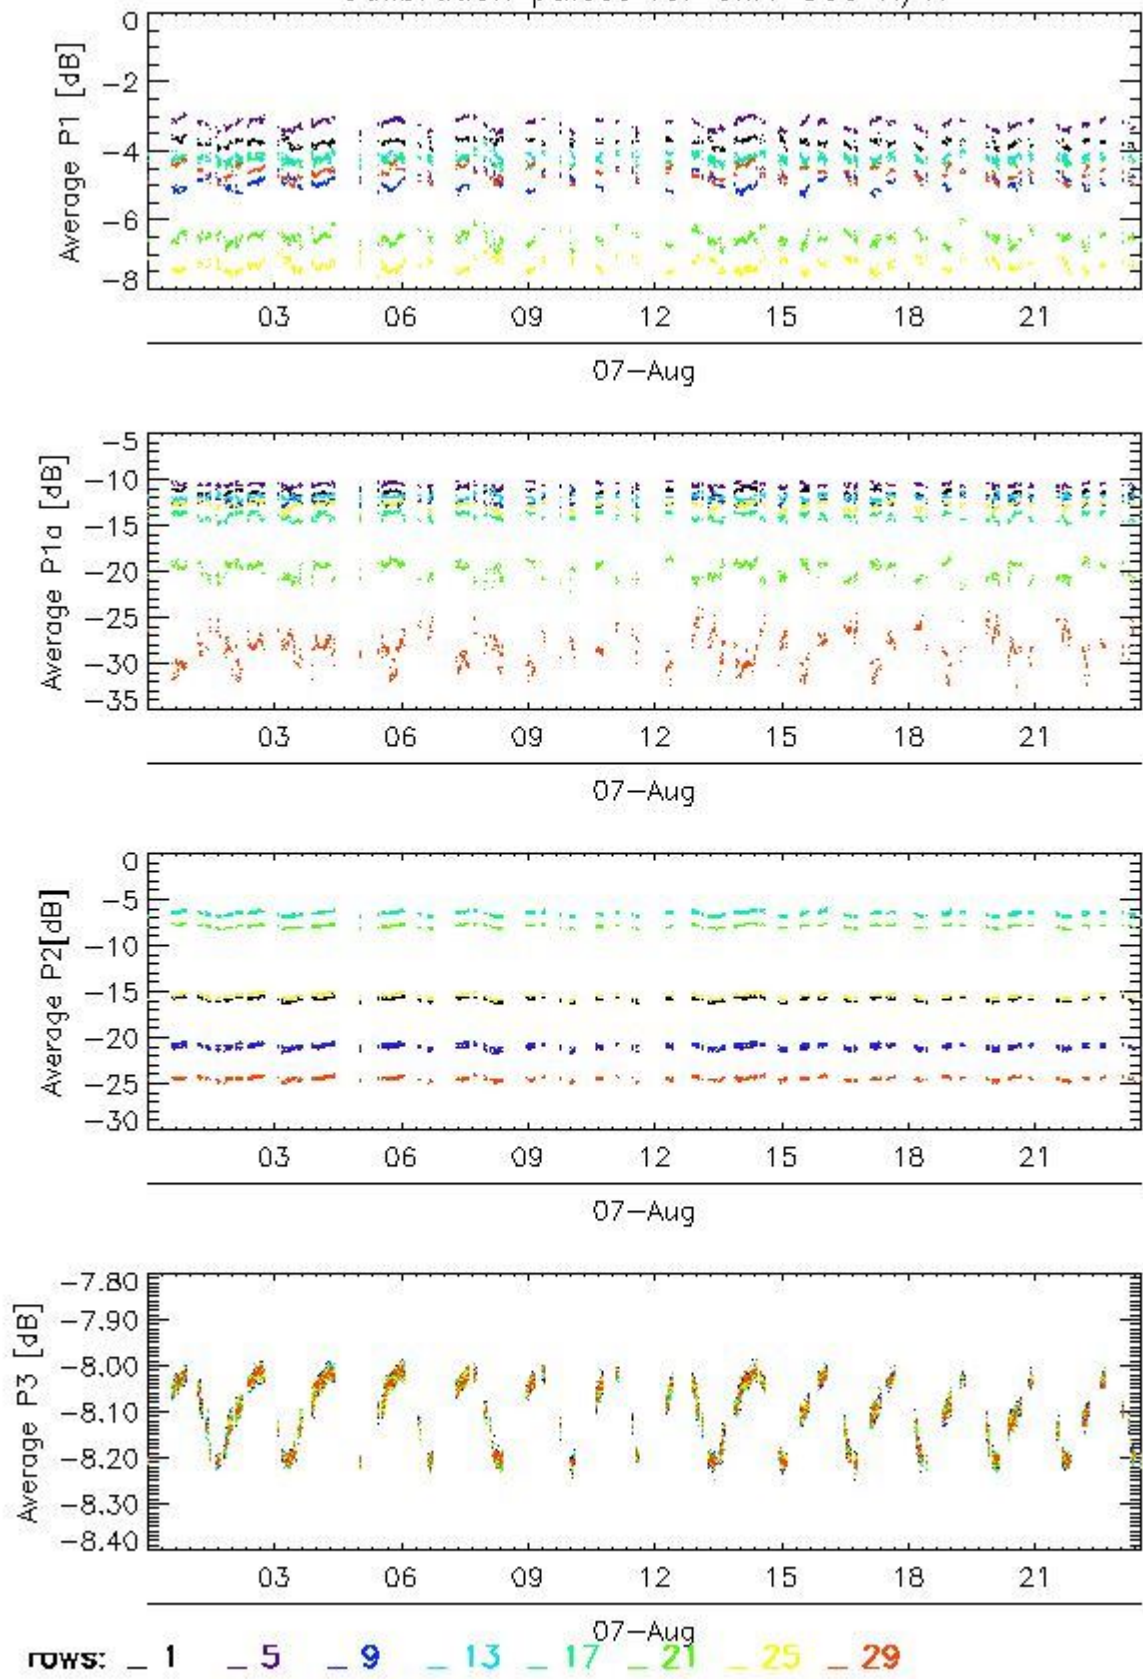 0
-2
-4
-6
-8
Average P1 [dB]
03 06 09 12 15 18 21
07-Aug
-5
-10
-15
-20
-25
-30
-35
Average P1a [dB]
03 06 09 12 15 18 21
07-Aug
0
-5
-10
-15
-20
-25
-30
Average P2[dB]
03 06 09 12 15 18 21
07-Aug
-7.80
-7.90
-8.00
-8.10
-8.20
-8.30
-8.40
Average P3 [dB]
03 06 09 12 15 18 21
07-Aug
rows: _ 1 _ 5 _ 9 _ 13 _ 17 _ 21 _ 25 _ 29